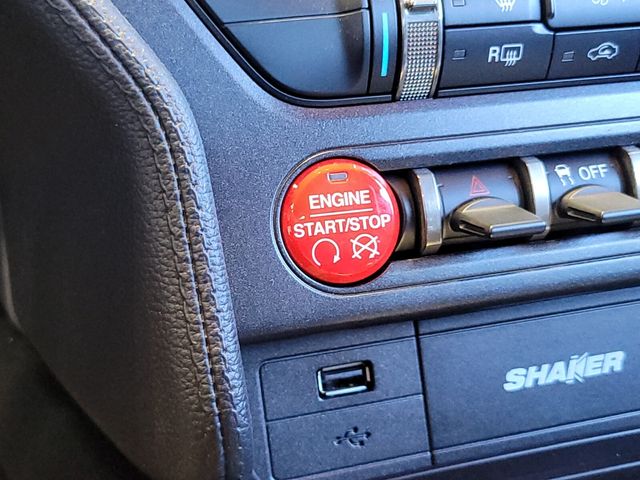 R
ENGINE
START/STOP
OFF
SHAKER